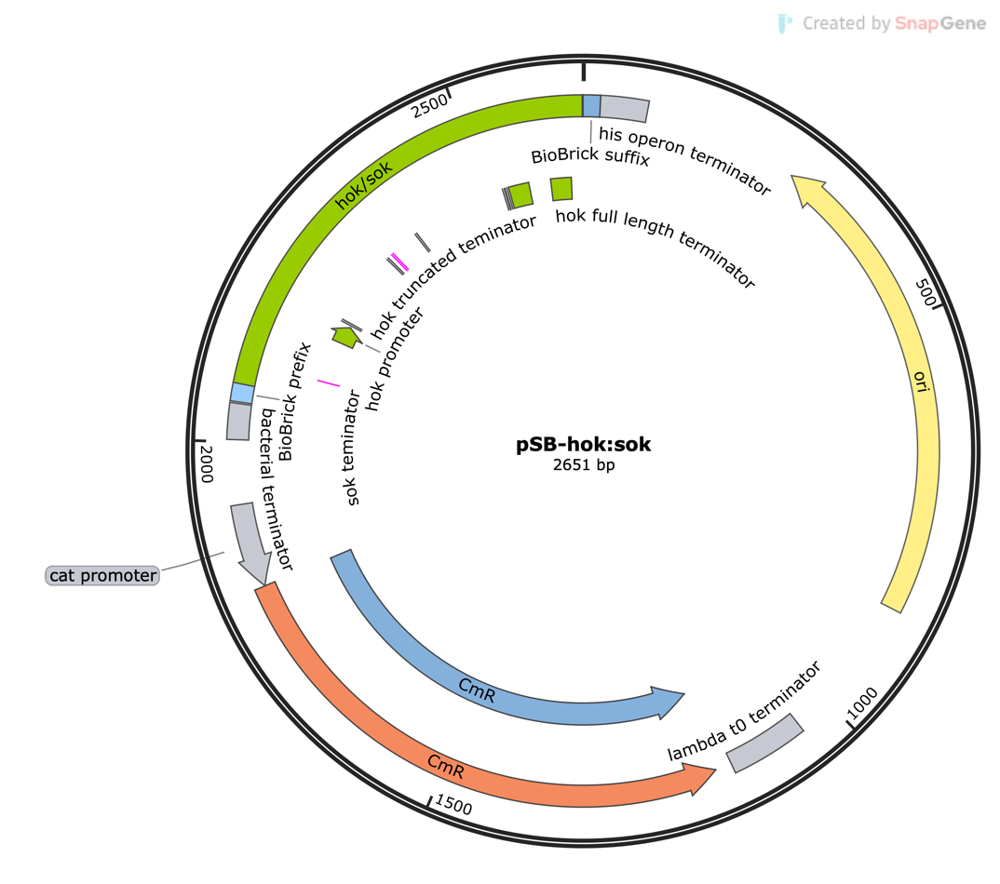 Created by SnapGene
2500
his operon terminator
BioBrick suffix
hok/sok
hok full length terminator
hok truncated teminator
500
hok promoter
BioBrick prefix
ori
sok teminator
bacterial terminator
pSB-hok:sok
2651 bp
2000
cat promoter
CmR
lambda t0 terminator
1000
CmR
1500